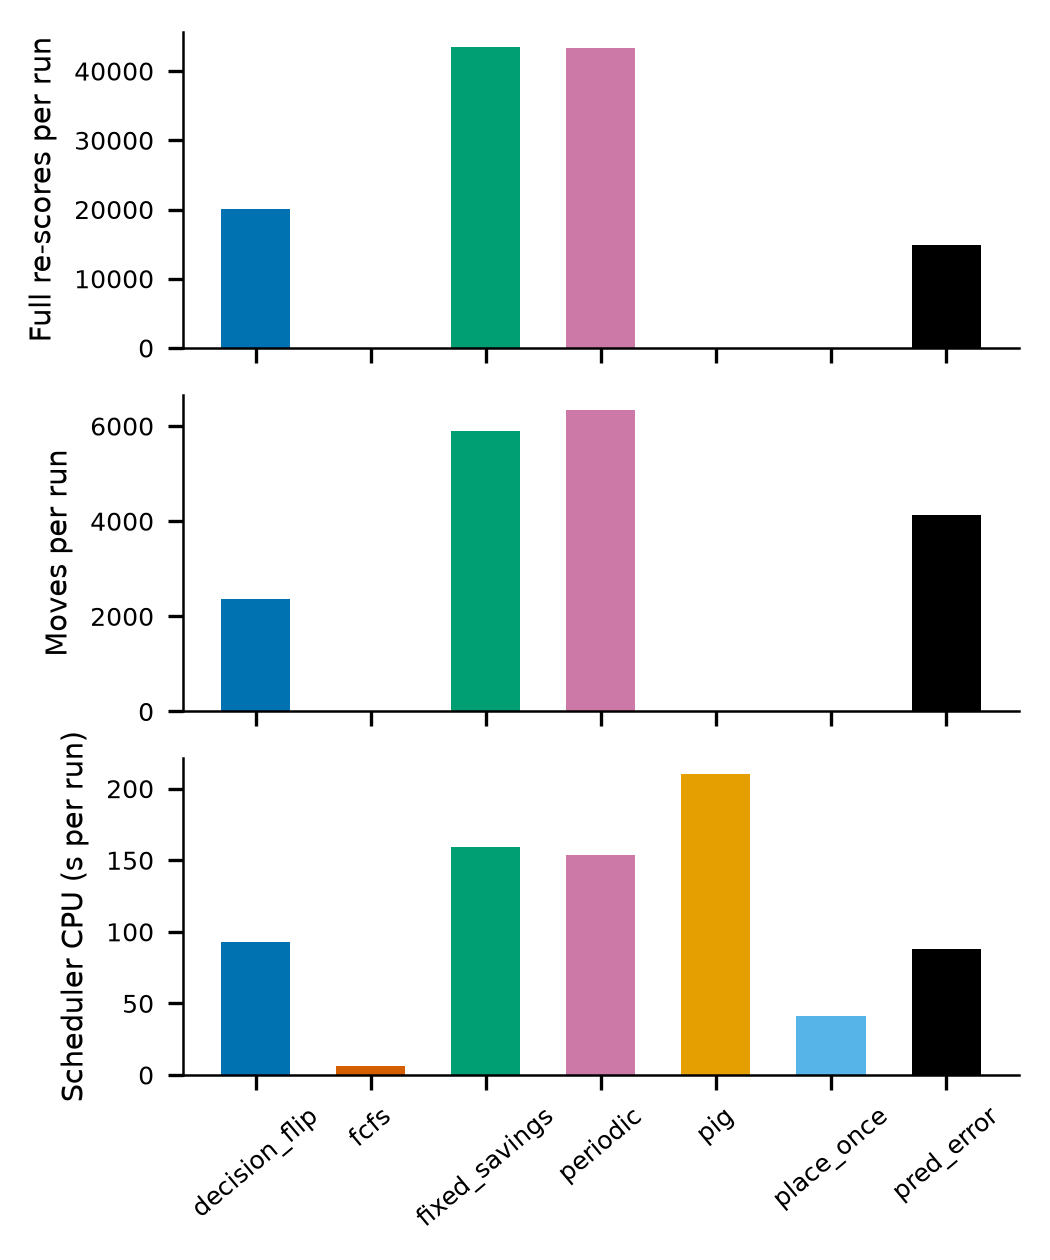 Full re-scores per run
40000
30000
20000
10000
0
Moves per run
6000
4000
2000
0
Scheduler CPU (s per run)
200
150
100
50
0
decision_flip
fcfs
fixed_savings
periodic
pig
place_once
pred_error